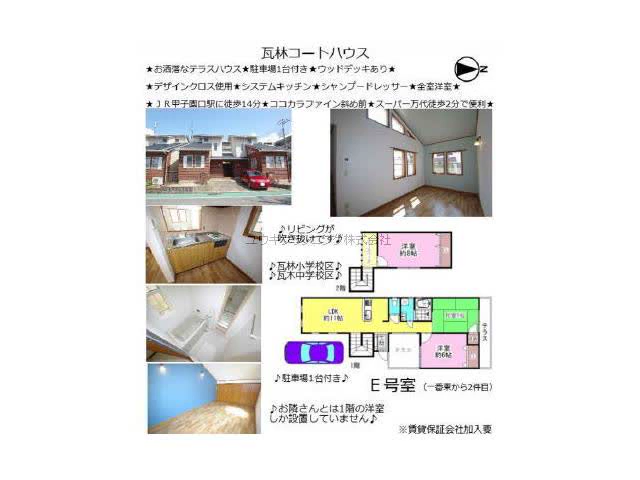 瓦林コートハウス
★お洒落なテラスハウス★駐車場1台付き★ウッドデッキあり★
N
★デザインクロス使用★システムキッチン★シャンプードレッサー★全室洋室★
★ＪＲ甲子園口駅に徒歩14分★ココカラファイン斜め前★スーパー万代徒歩2分で便利★
♪リビングが
吹き抜けです♪
株式会社
♪瓦林小学校区♪
♪瓦木中学校区♪
洋室
約8帖
2階
LDK
約11帖
洋室
約6帖
テラス
テラス
1階
♪駐車場1台付き♪
Ｅ号室 （一番東から2件目）
♪お隣さんとは1階の洋室
しか設置していません♪
※賃貸保証会社加入要